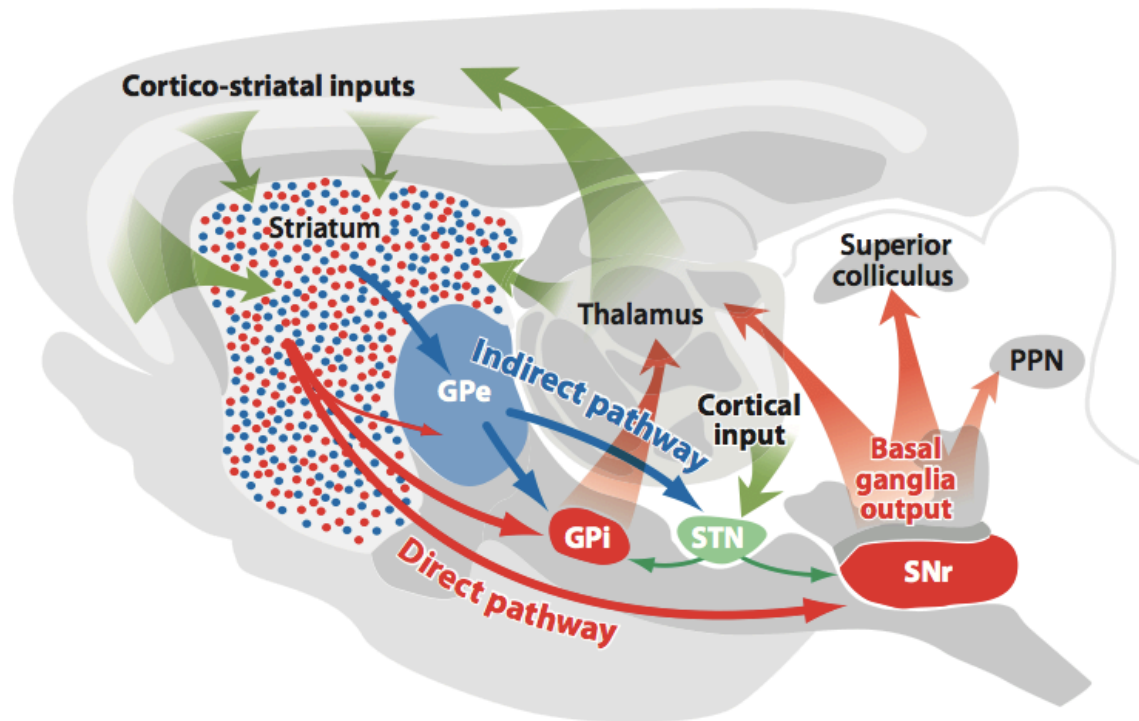 Cortico-striatal inputs
Striatum
Superior
colliculus
Thalamus
PPN
Indirect pathway
GPe
Cortical
input
Basal
ganglia
output
GPi
STN
SNr
Direct pathway